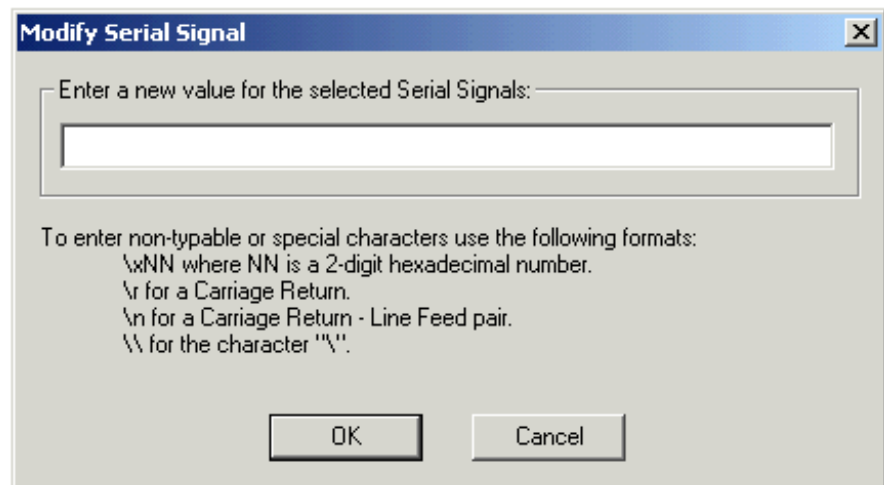 Modify Serial Signal
Enter a new value for the selected Serial Signals:
To enter non-typable or special characters use the following formats:
\xNN where NN is a 2-digit hexadecimal number.
\r for a Carriage Return.
\n for a Carriage Return - Line Feed pair.
\\ for the character "\".
OK Cancel